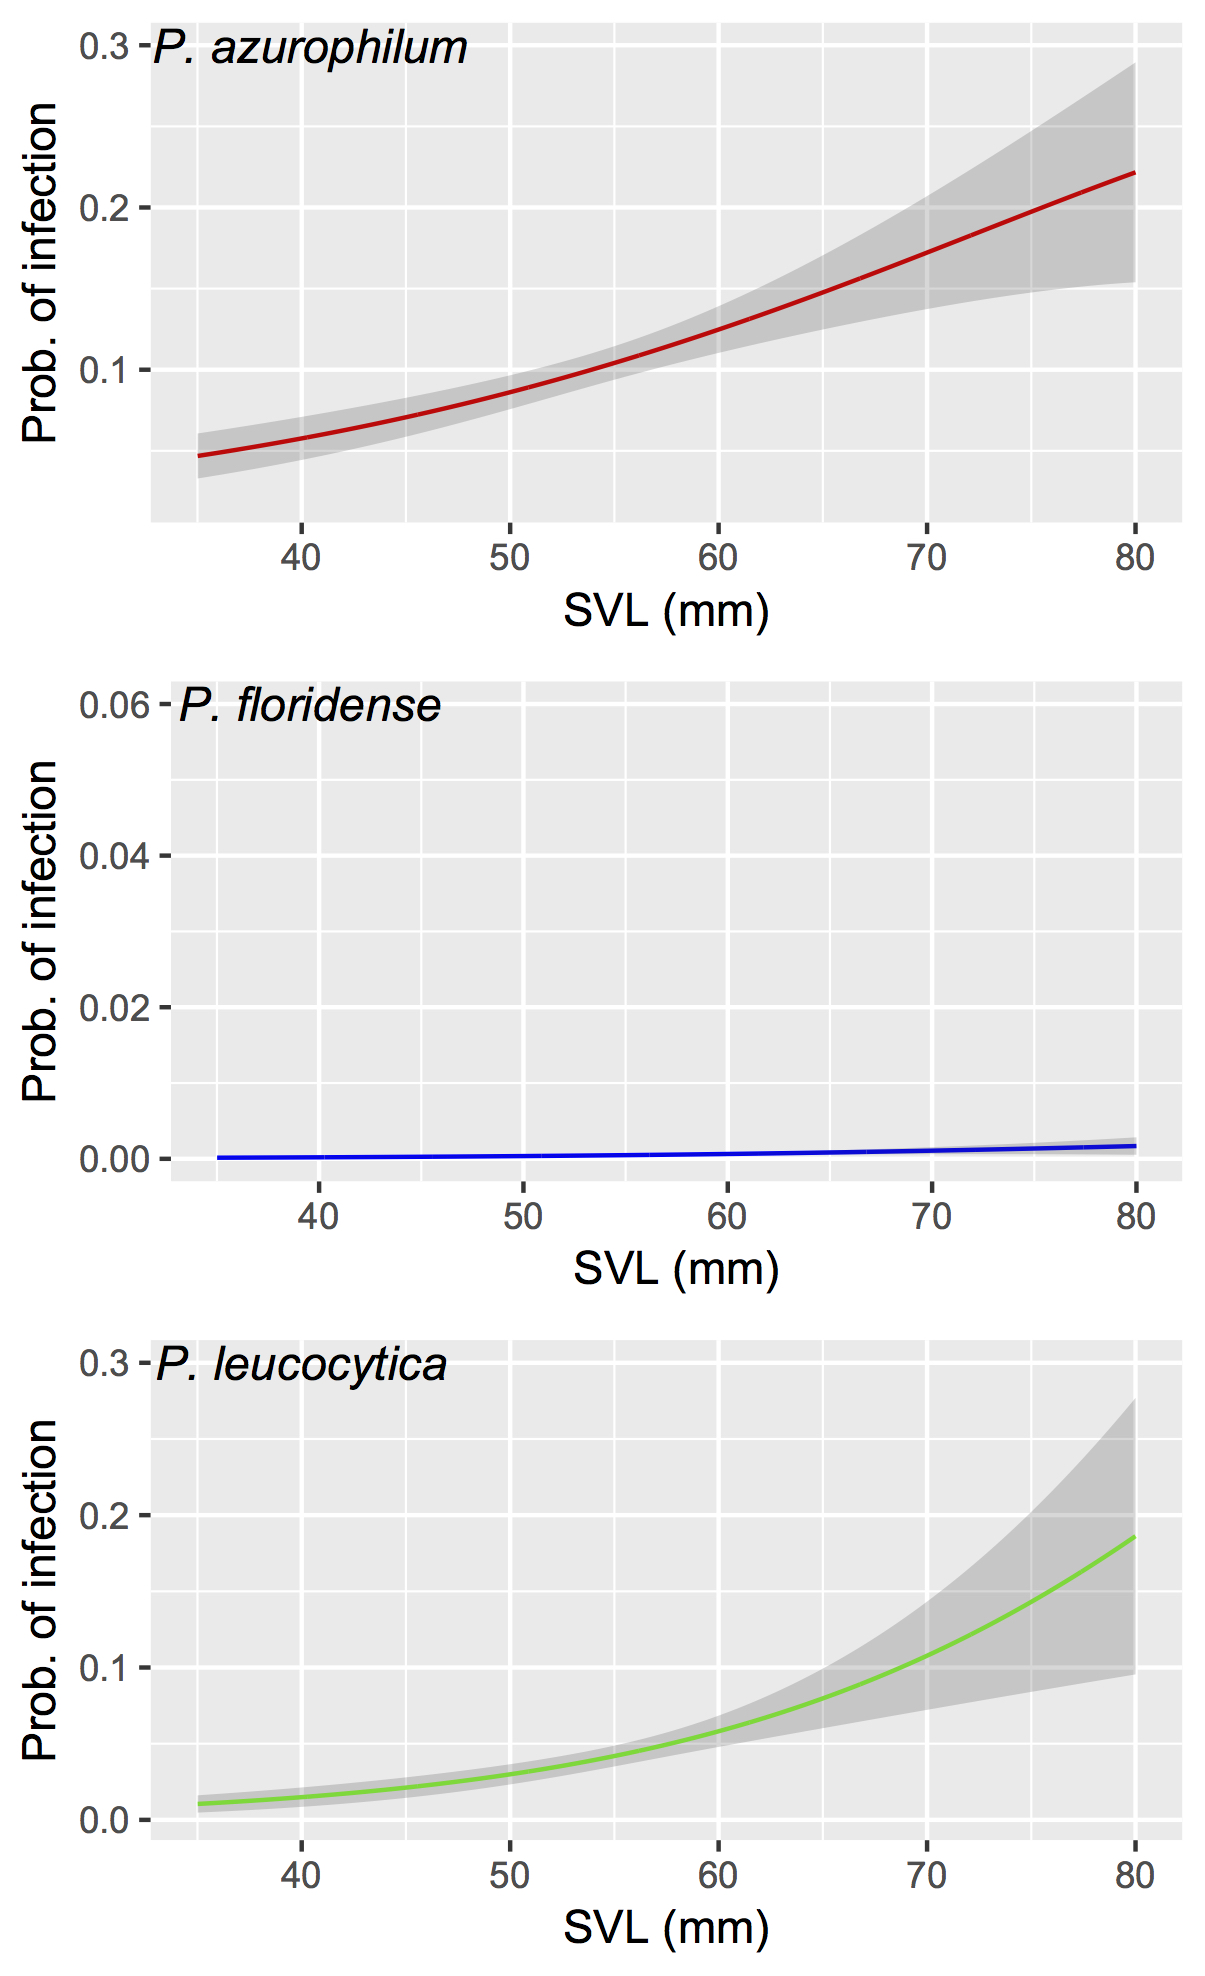 P. azurophilum
Prob. of infection
0.3
0.2
0.1
40 50 60 70 80
SVL (mm)
P. floridense
Prob. of infection
0.06
0.04
0.02
0.00
40 50 60 70 80
SVL (mm)
P. leucocytica
Prob. of infection
0.3
0.2
0.1
0.0
40 50 60 70 80
SVL (mm)